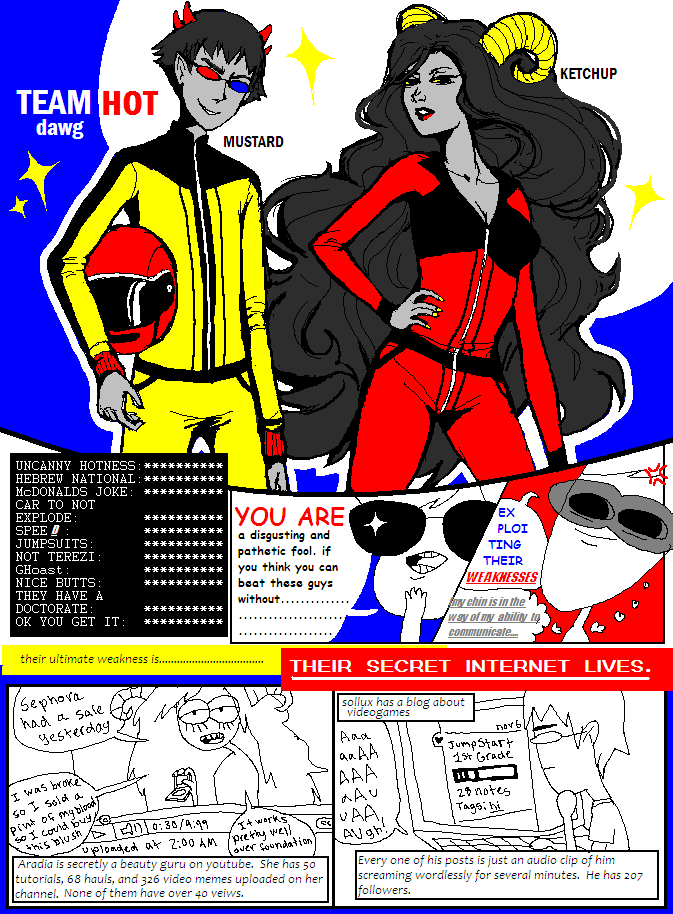 TEAM HOT
dawg
MUSTARD
KETCHUP
UNCANNY HOTNESS: **********
HEBREW NATIONAL: **********
McDONALDS JOKE: **********
CAR TO NOT
EXPLODE: **********
SPEED : **********
JUMPSUITS: **********
NOT TEREZI: **********
GHoast: **********
NICE BUTTS: **********
THEY HAVE A
DOCTORATE: **********
OK YOU GET IT: **********
YOU ARE
a disgusting and
pathetic fool. if
you think you can
beat these guys
without..............
.....................
.....................
EX
PLOI
TING
THEIR
WEAKNESSES
my chin is in the
way of my ability to
communicate....
their ultimate weakness is...................................
THEIR SECRET INTERNET LIVES.
Sephora
had a sale
yesterday
I was broke
so I sold a
pint of my blood
so I could buy
this blush
It works
pretty well
over foundation
0:30/4:99
uploaded at 2:00 AM
Aradia is secretly a beauty guru on youtube. She has 50
tutorials, 68 hauls, and 326 video memes uploaded on her
channel. None of them have over 40 veiws.
sollux has a blog about
videogames
Aaa
aaAA
AAA
aAu
uAA
AUgh!
nov6
JumpStart
1st Grade
28 notes
Tags: hi
Every one of his posts is just an audio clip of him
screaming wordlessly for several minutes. He has 207
followers.